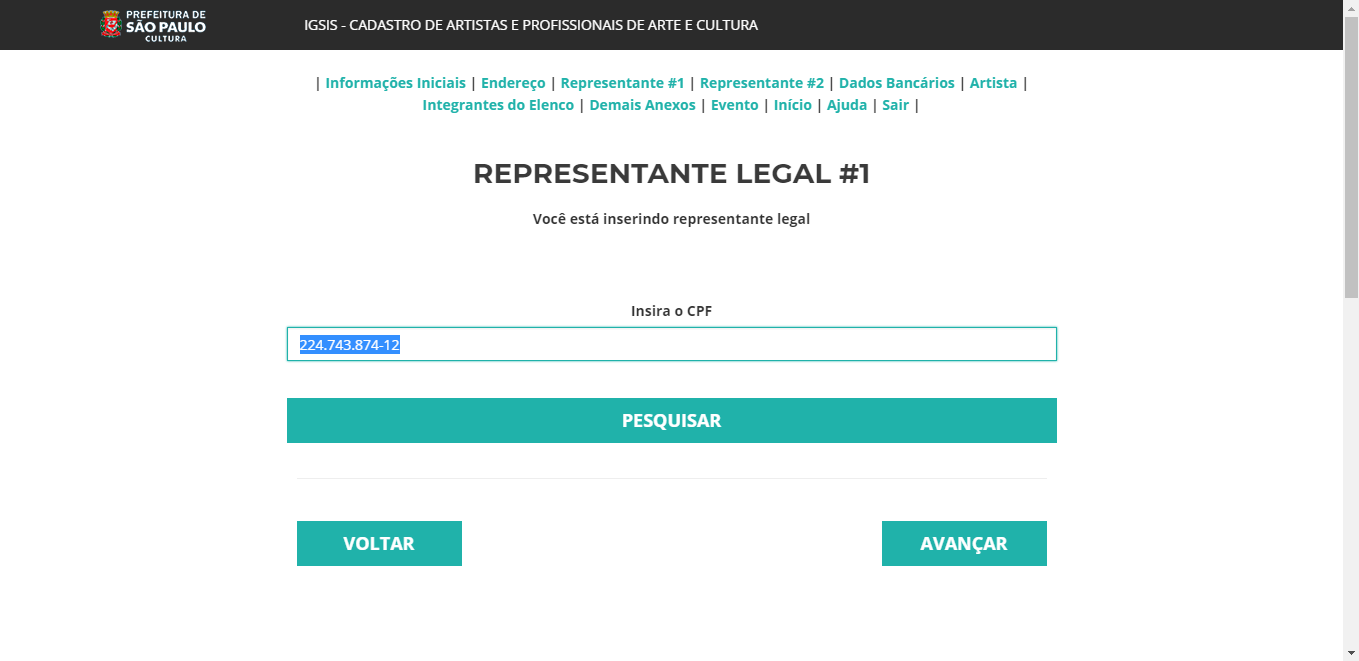 PREFEITURA DE
SÃO PAULO
CULTURA
IGSIS - CADASTRO DE ARTISTAS E PROFISSIONAIS DE ARTE E CULTURA
| Informações Iniciais | Endereço | Representante #1 | Representante #2 | Dados Bancários | Artista |
Integrantes do Elenco | Demais Anexos | Evento | Início | Ajuda | Sair |
REPRESENTANTE LEGAL #1
Você está inserindo representante legal
Insira o CPF
224.743.874-12
PESQUISAR
VOLTAR
AVANÇAR